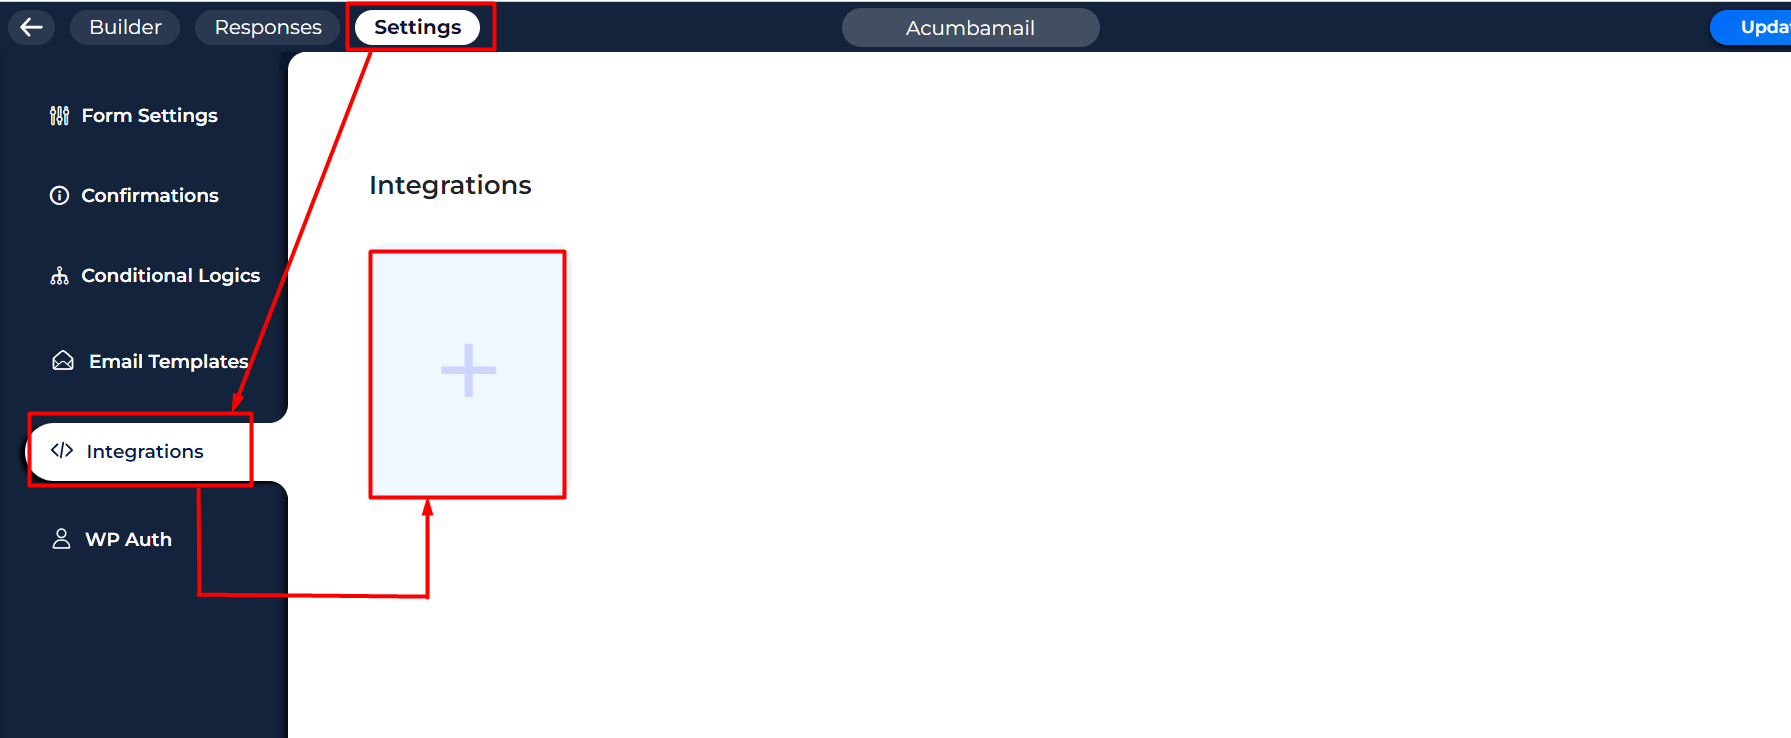 Builder Responses Settings Acumbamail Upda
Form Settings
Confirmations
Integrations
Conditional Logics
Email Templates
Integrations
WP Auth